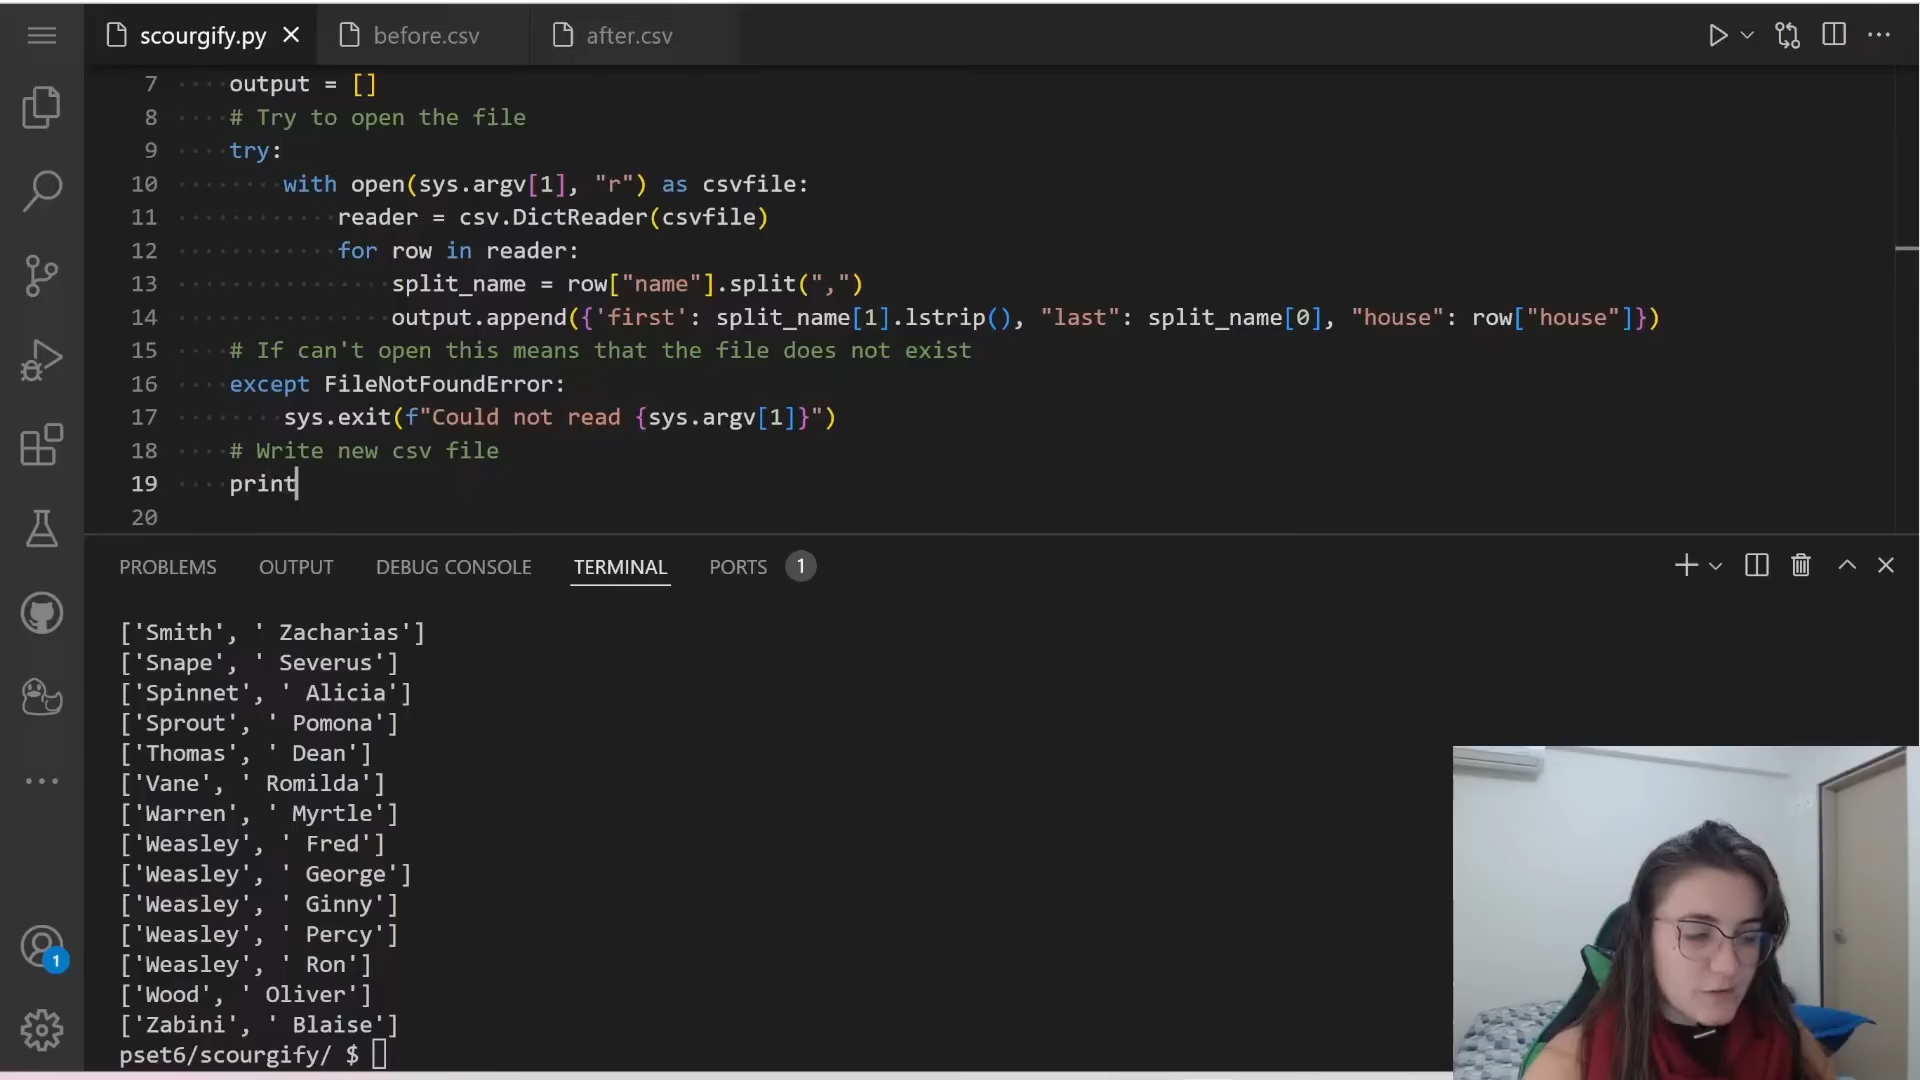 scourgify.py
before.csv
after.csv
7 output = []
8 # Try to open the file
9 try:
10 with open(sys.argv[1], "r") as csvfile:
11 reader = csv.DictReader(csvfile)
12 for row in reader:
13 split_name = row["name"].split(",")
14 output.append({'first': split_name[1].lstrip(), "last": split_name[0], "house": row["house"]})
15 # If can't open this means that the file does not exist
16 except FileNotFoundError:
17 sys.exit(f"Could not read {sys.argv[1]}")
18 # Write new csv file
19 print
20
PROBLEMS OUTPUT DEBUG CONSOLE TERMINAL PORTS 1
['Smith', ' Zacharias']
['Snape', ' Severus']
['Spinnet', ' Alicia']
['Sprout', ' Pomona']
['Thomas', ' Dean']
['Vane', ' Romilda']
['Warren', ' Myrtle']
['Weasley', ' Fred']
['Weasley', ' George']
['Weasley', ' Ginny']
['Weasley', ' Percy']
['Weasley', ' Ron']
['Wood', ' Oliver']
['Zabini', ' Blaise']
pset6/scourgify/ $
1